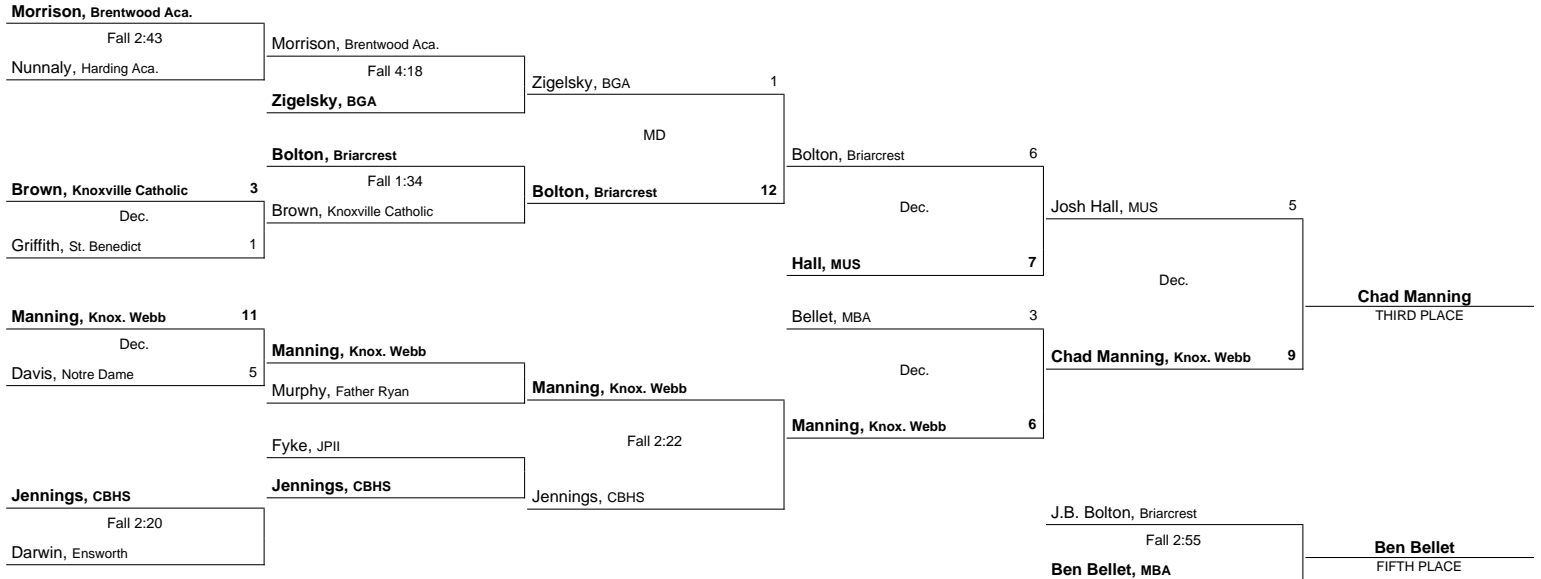 Morrison, Brentwood Aca.
Fall 2:43
Nunnaly, Harding Aca.
Brown, Knoxville Catholic 3
Dec.
Griffith, St. Benedict 1
Manning, Knox. Webb 11
Dec.
Davis, Notre Dame 5
Jennings, CBHS
Fall 2:20
Darwin, Ensworth
Morrison, Brentwood Aca.
Fall 4:18
Zigelsky, BGA
Bolton, Briarcrest
Fall 1:34
Brown, Knoxville Catholic
Manning, Knox. Webb
Murphy, Father Ryan
Fyke, JPII
Jennings, CBHS
Zigelsky, BGA 1
MD
Bolton, Briarcrest 12
Manning, Knox. Webb
Fall 2:22
Jennings, CBHS
Bolton, Briarcrest 6
Dec.
Hall, MUS 7
Bellet, MBA 3
Dec.
Manning, Knox. Webb 6
Josh Hall, MUS 5
Dec.
Chad Manning, Knox. Webb 9
Chad Manning
THIRD PLACE
J.B. Bolton, Briarcrest
Fall 2:55
Ben Bellet, MBA
Ben Bellet
FIFTH PLACE